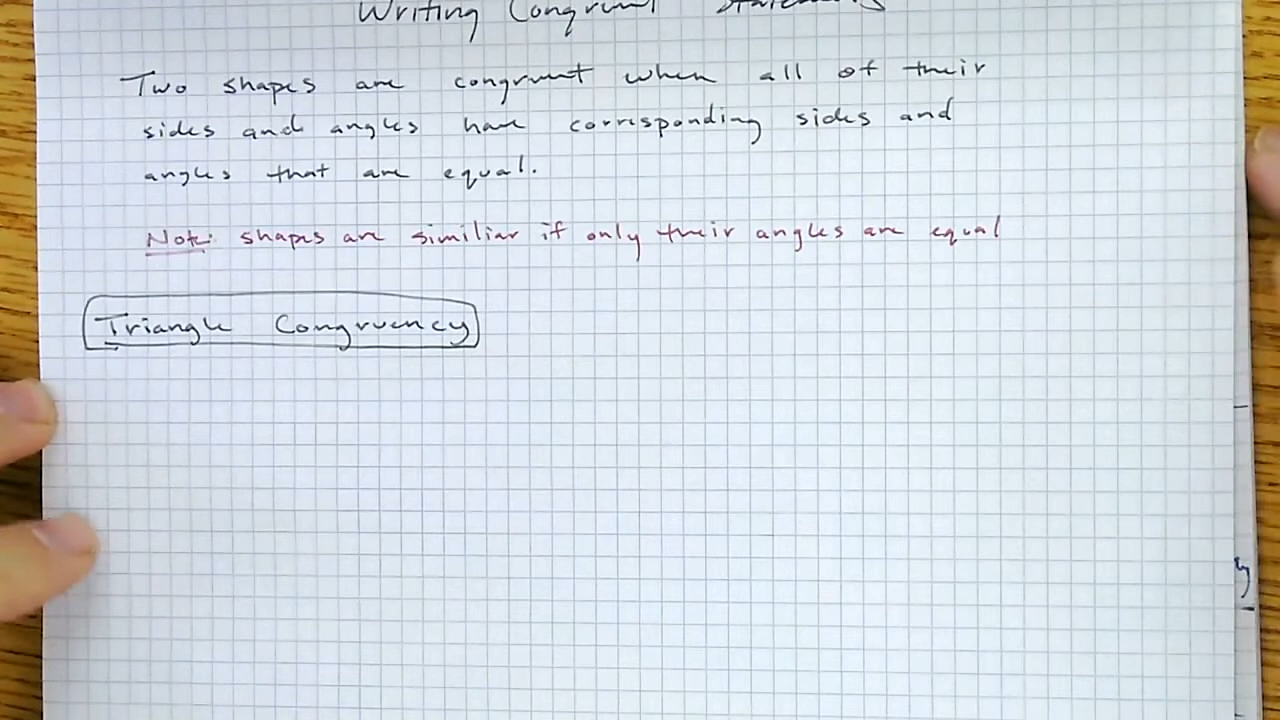 Writing Congruent Statements
Two shapes are congruent when all of their
sides and angles have corresponding sides and
angles that are equal.
Note: shapes are similiar if only their angles are equal
Triangle Congruency
y